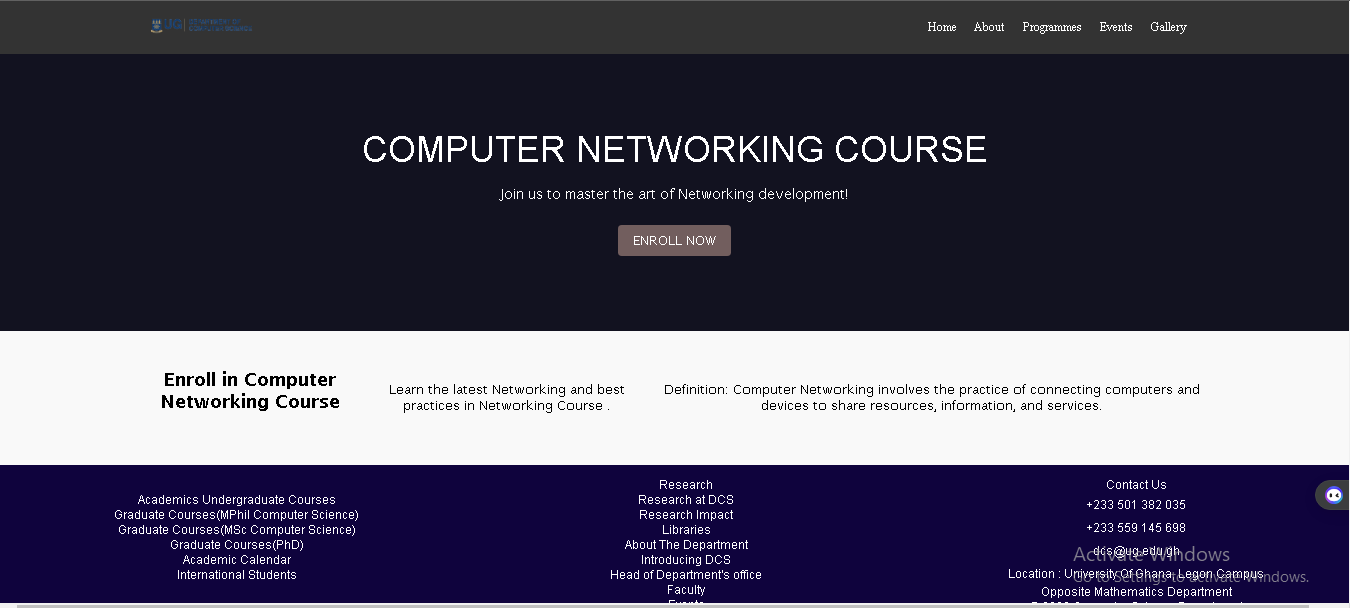 UG
Home About Programmes Events Gallery
COMPUTER NETWORKING COURSE
Join us to master the art of Networking development!
ENROLL NOW
Enroll in Computer
Networking Course
Learn the latest Networking and best
practices in Networking Course .
Definition: Computer Networking involves the practice of connecting computers and
devices to share resources, information, and services.
Academics Undergraduate Courses
Graduate Courses(MPhil Computer Science)
Graduate Courses(MSc Computer Science)
Graduate Courses(PhD)
Academic Calendar
International Students
Research
Research at DCS
Research Impact
Libraries
About The Department
Introducing DCS
Head of Department's office
Faculty
Events
Contact Us
+233 501 382 035
+233 559 145 698
dcs@ug.edu.gh
Location : University Of Ghana, Legon Campus
Opposite Mathematics Department
Activate Windows
Go to Settings to activate Windows.